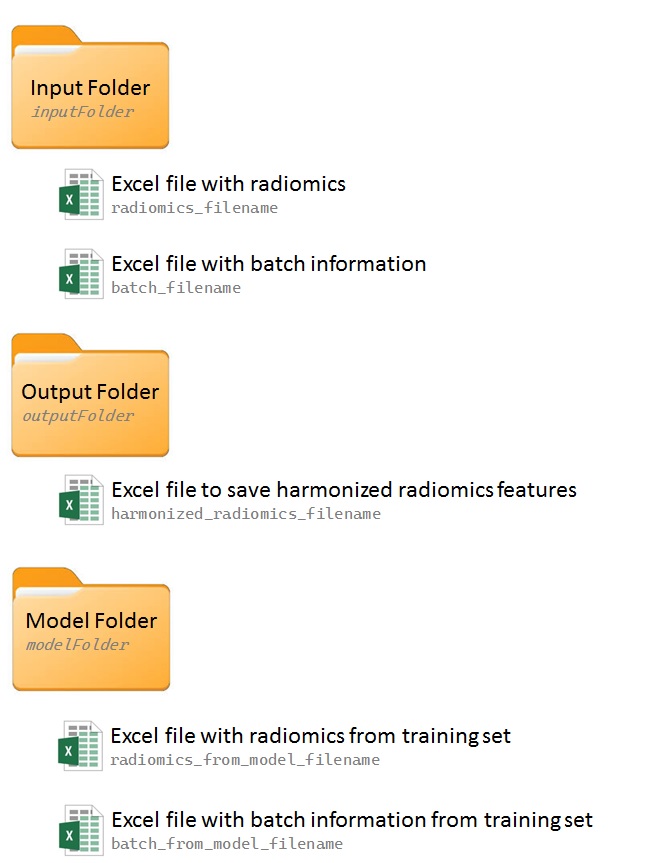 Input Folder
inputFolder
X
Excel file with radiomics
radiomics_filename
X
Excel file with batch information
batch_filename
Output Folder
outputFolder
X
Excel file to save harmonized radiomics features
harmonized_radiomics_filename
Model Folder
modelFolder
X
Excel file with radiomics from training set
radiomics_from_model_filename
X
Excel file with batch information from training set
batch_from_model_filename